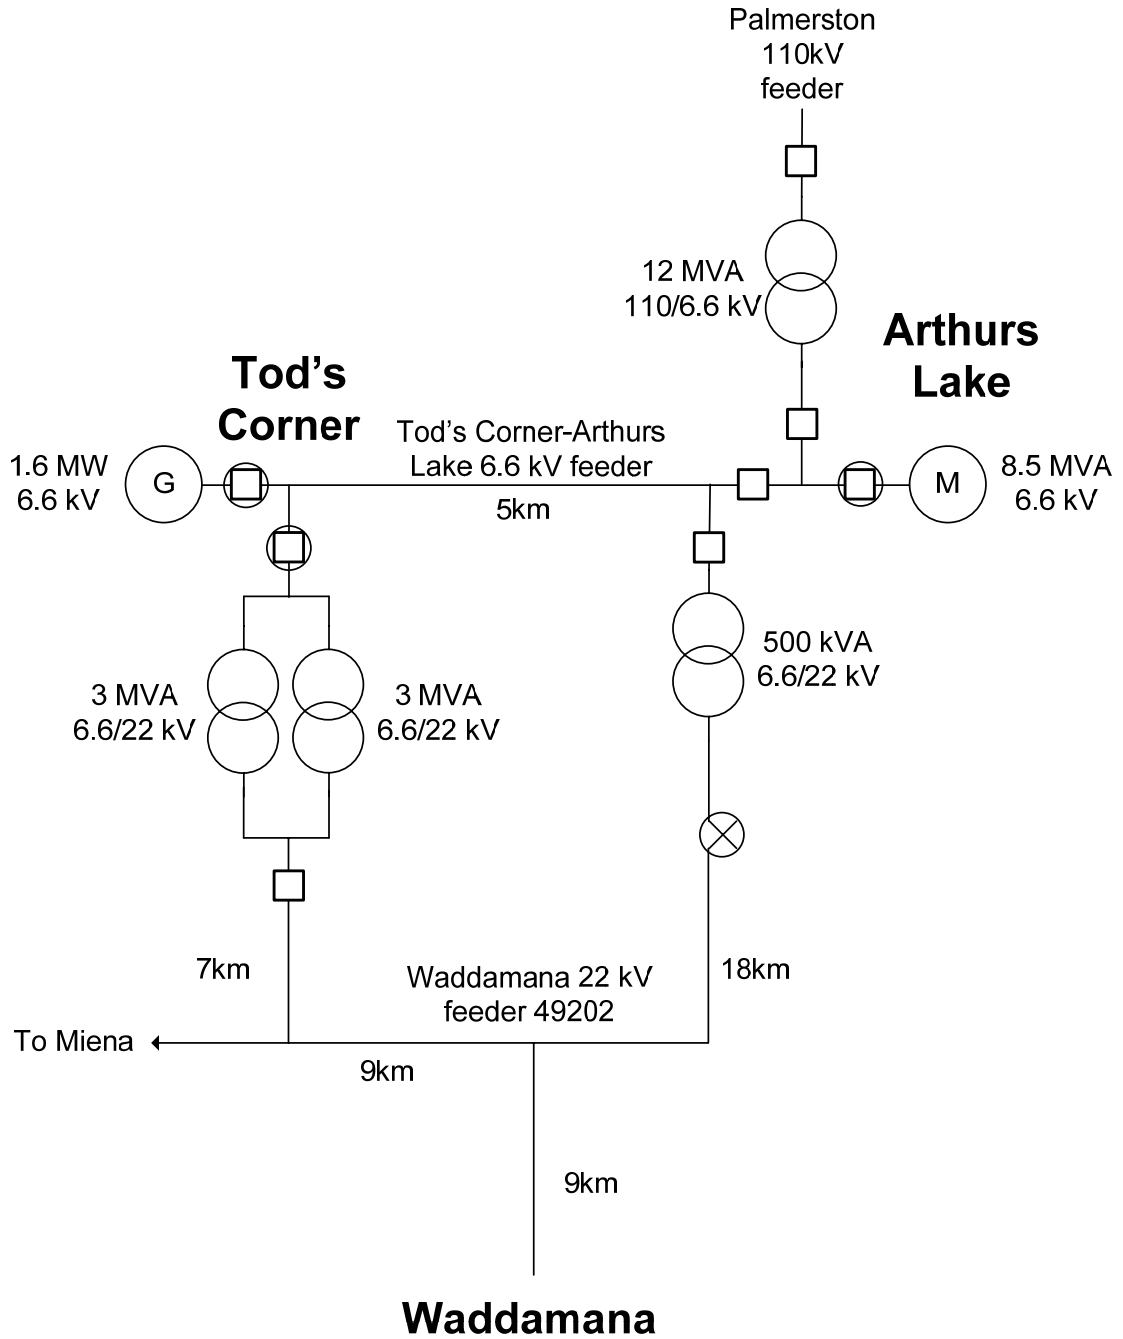 Palmerston
110kV
feeder
12 MVA
110/6.6 kV
Arthurs
Lake
Tod's
Corner
Tod's Corner-Arthurs
Lake 6.6 kV feeder
5km
1.6 MW
6.6 kV
G
M
8.5 MVA
6.6 kV
3 MVA
6.6/22 kV
3 MVA
6.6/22 kV
500 kVA
6.6/22 kV
7km
Waddamana 22 kV
feeder 49202
18km
To Miena
9km
9km
Waddamana